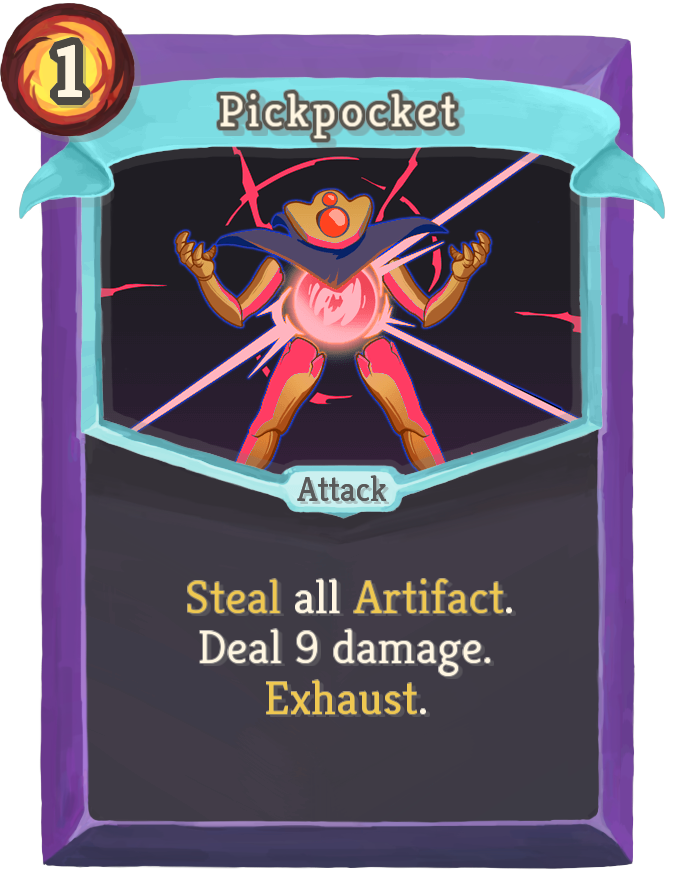 1
Pickpocket
Attack
Steal all Artifact.
Deal 9 damage.
Exhaust.